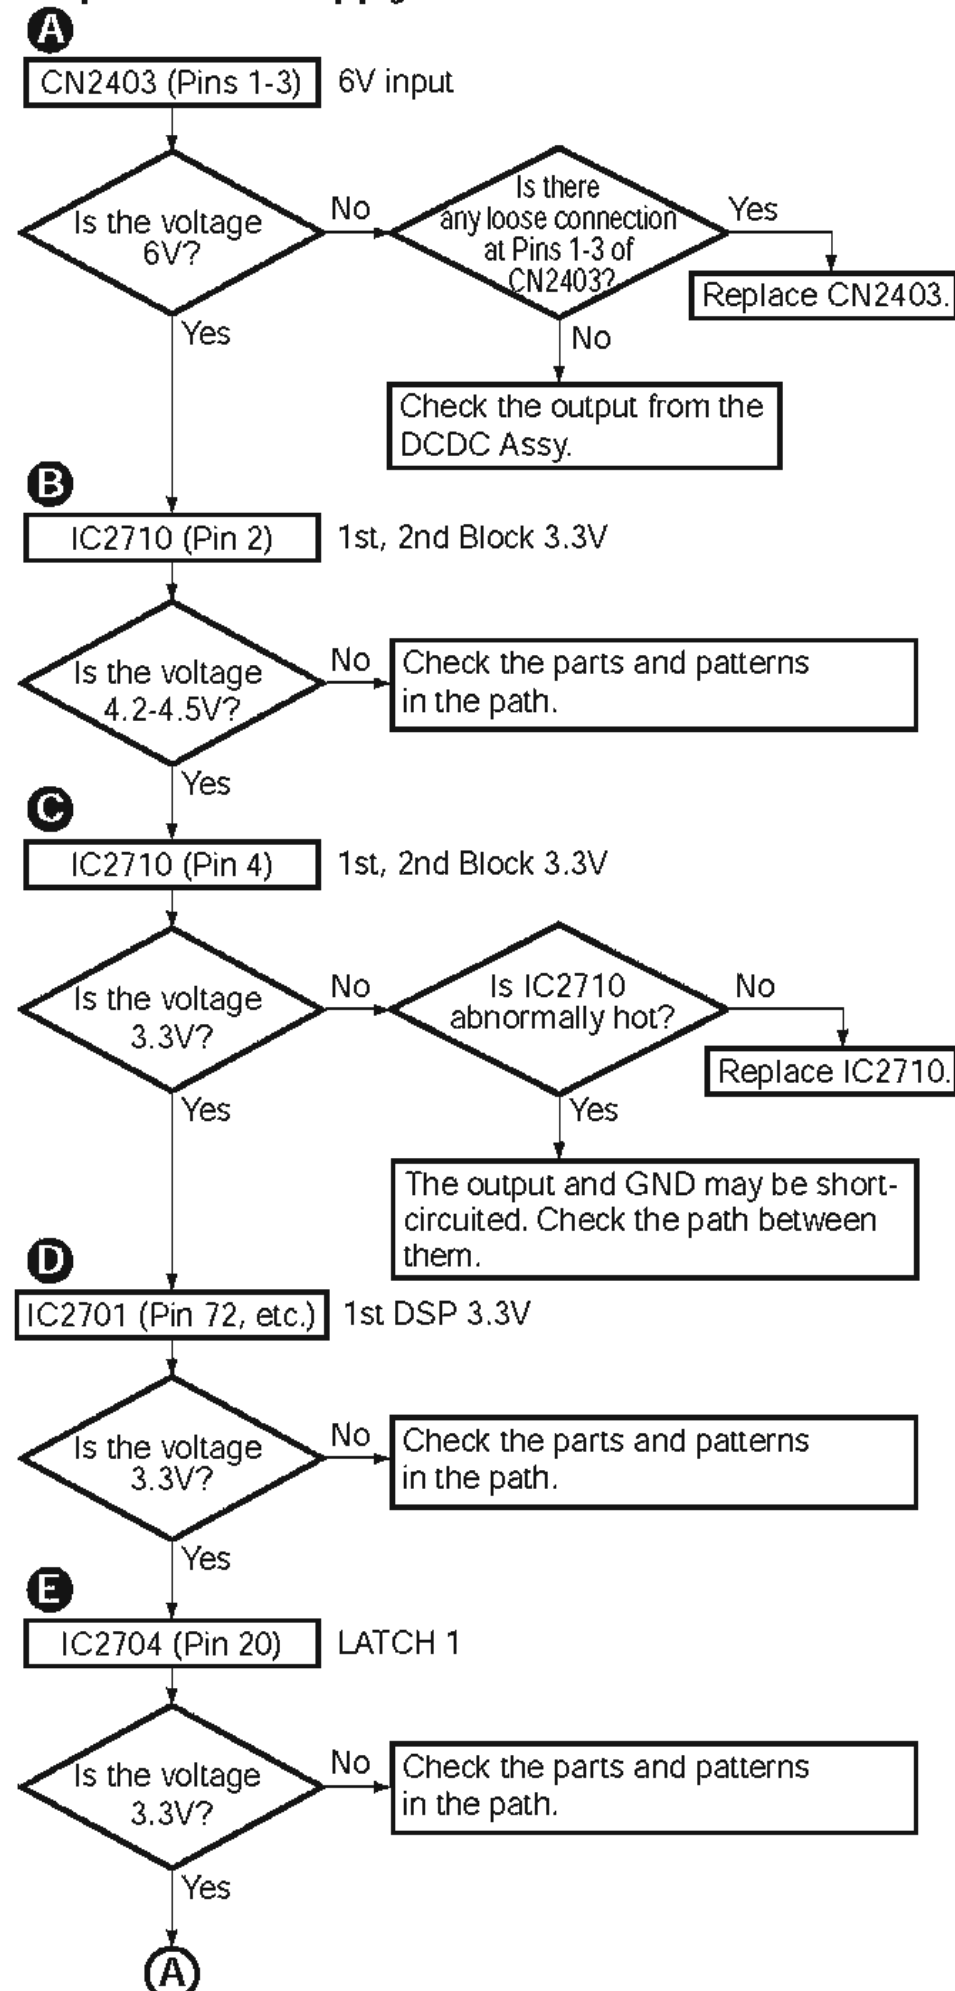 A
CN2403 (Pins 1-3) 6V input
Is the voltage
6V?
No
Is there
any loose connection
at Pins 1-3 of
CN2403?
Yes
Replace CN2403.
No
Check the output from the
DCDC Assy.
Yes
B
IC2710 (Pin 2) 1st, 2nd Block 3.3V
Is the voltage
4.2-4.5V?
No
Check the parts and patterns
in the path.
Yes
C
IC2710 (Pin 4) 1st, 2nd Block 3.3V
Is the voltage
3.3V?
No
Is IC2710
abnormally hot?
No
Replace IC2710.
Yes
The output and GND may be short-
circuited. Check the path between
them.
Yes
D
IC2701 (Pin 72, etc.) 1st DSP 3.3V
Is the voltage
3.3V?
No
Check the parts and patterns
in the path.
Yes
E
IC2704 (Pin 20) LATCH 1
Is the voltage
3.3V?
No
Check the parts and patterns
in the path.
Yes
A